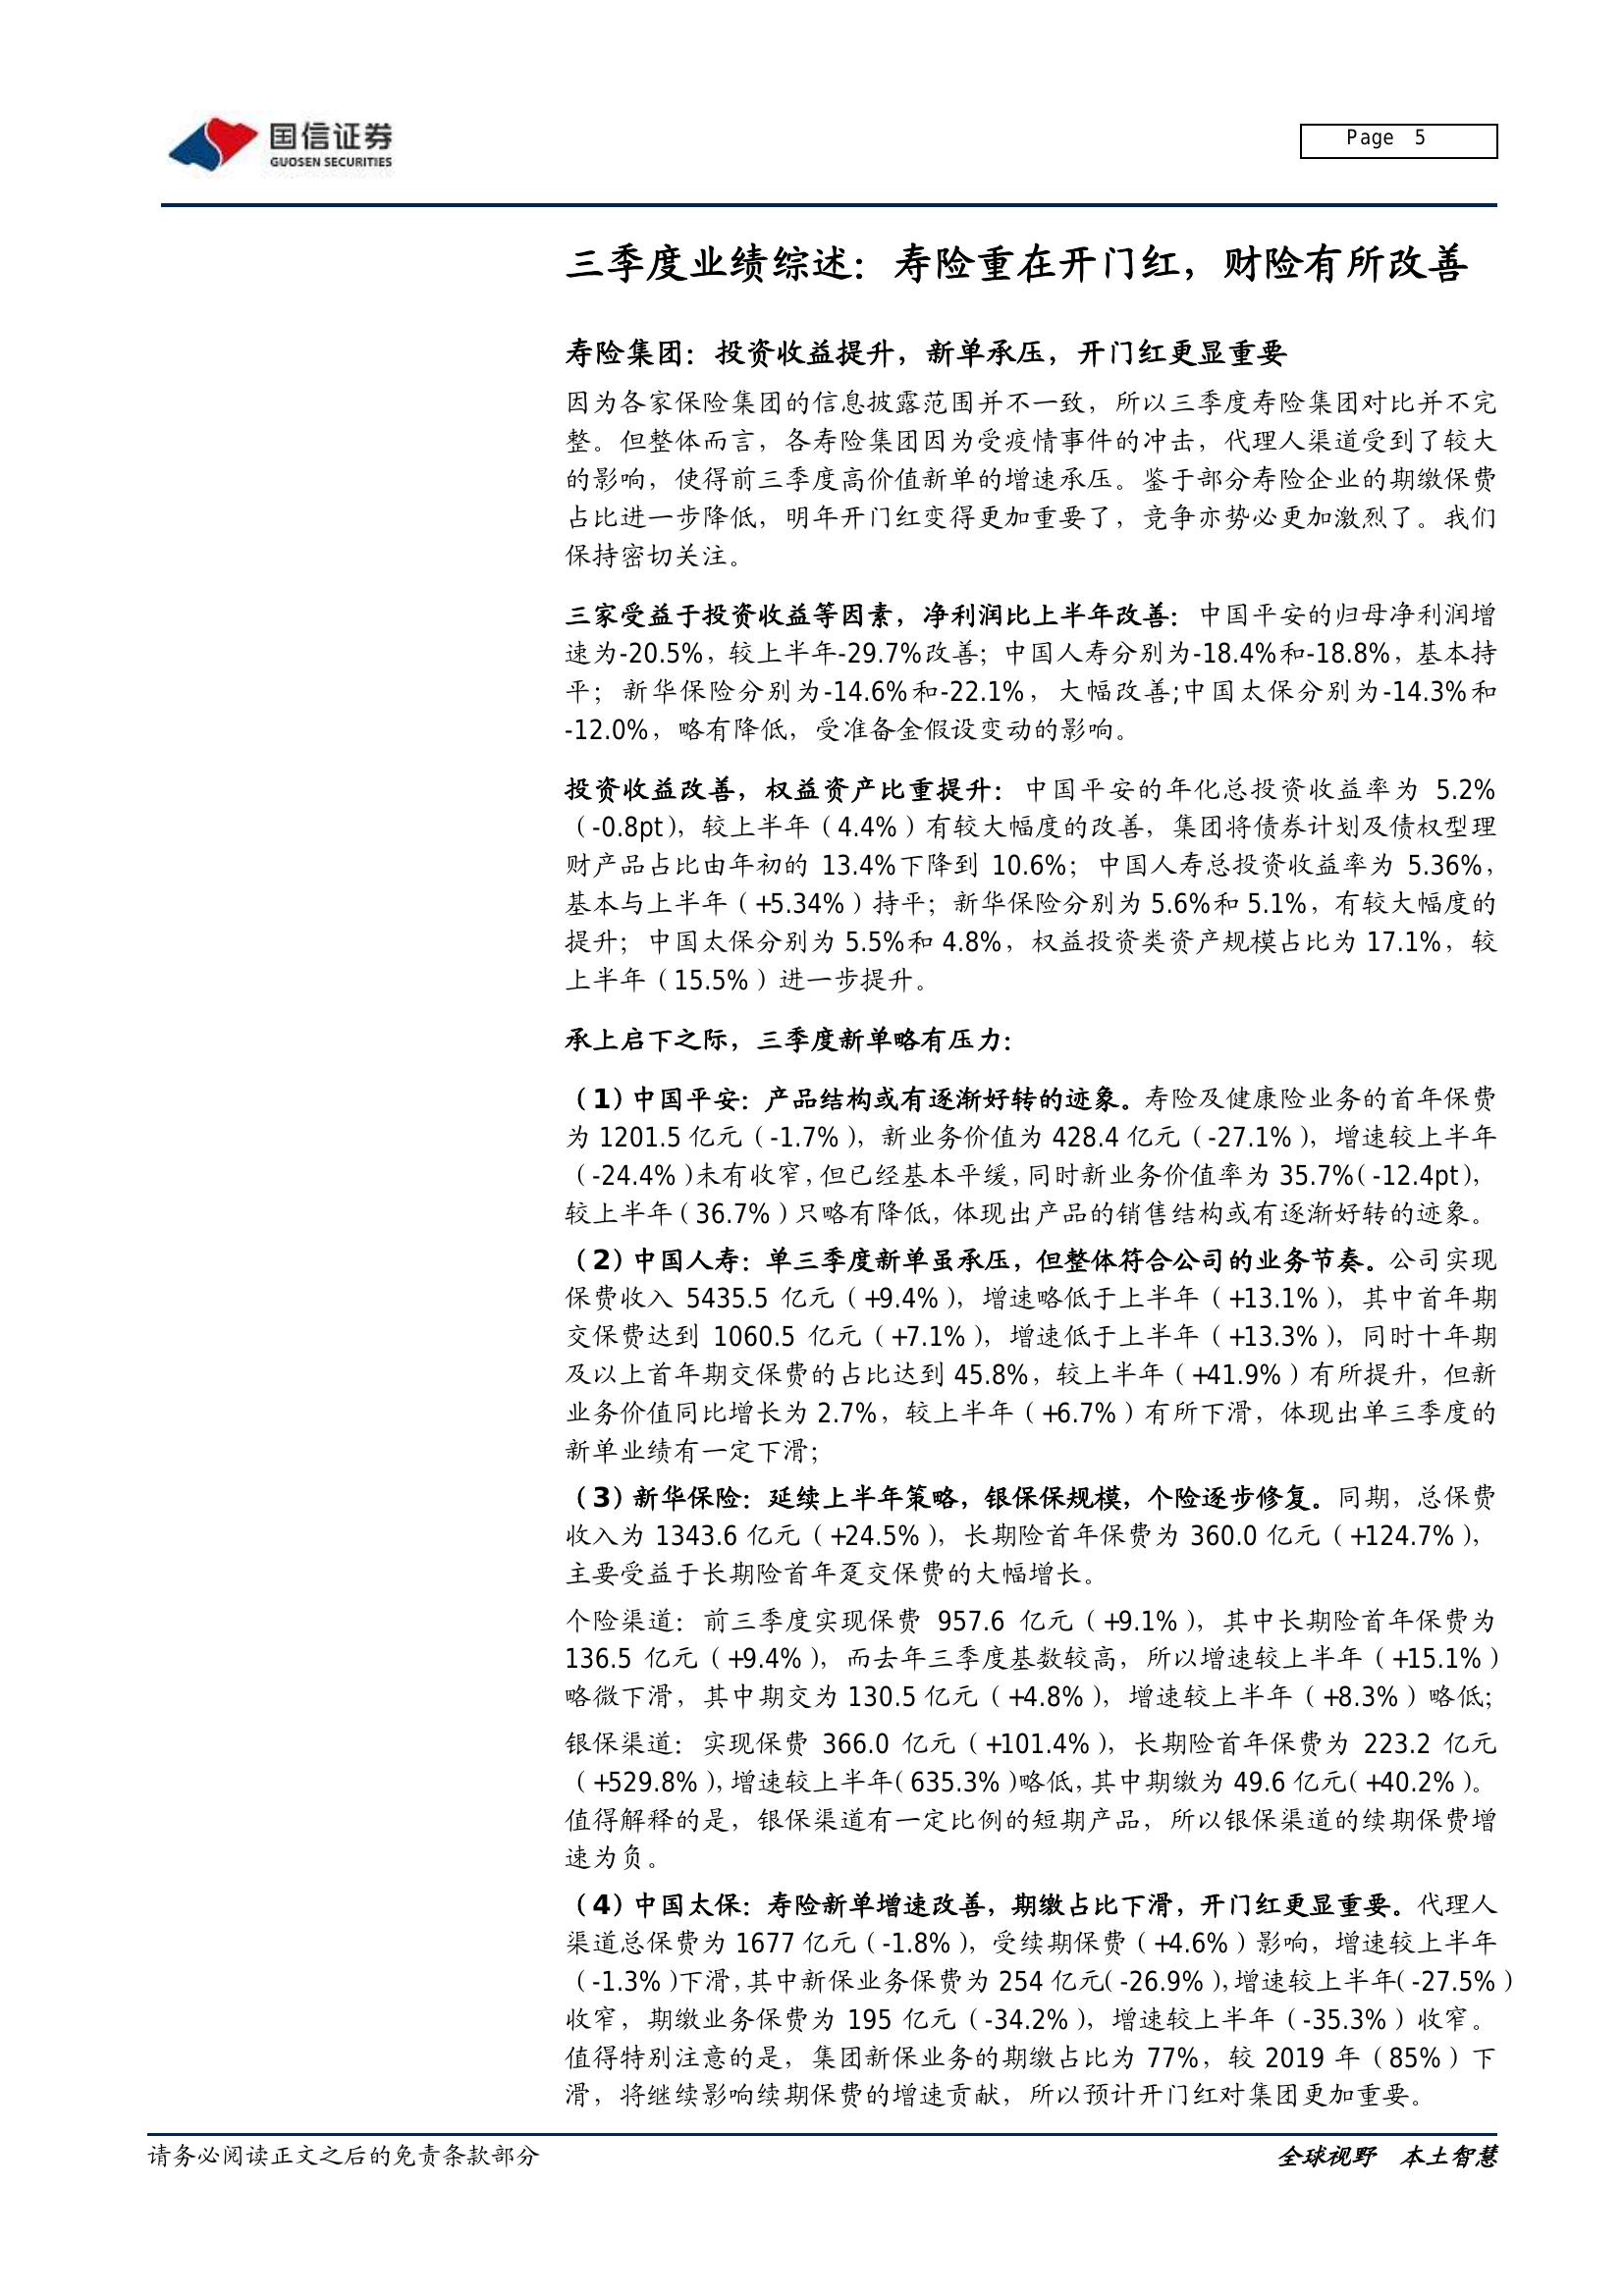 国信证券
GUOSEN SECURITIES
Page 5
三季度业绩综述：寿险重在开门红，财险有所改善
寿险集团：投资收益提升，新单承压，开门红更显重要
因为各家保险集团的信息披露范围并不一致，所以三季度寿险集团对比并不完
整。但整体而言，各寿险集团因为受疫情事件的冲击，代理人渠道受到了较大
的影响，使得前三季度高价值新单的增速承压。鉴于部分寿险企业的期缴保费
占比进一步降低，明年开门红变得更加重要了，竞争亦势必更加激烈了。我们
保持密切关注。
三家受益于投资收益等因素，净利润比上半年改善：中国平安的归母净利润增
速为-20.5%，较上半年-29.7%改善；中国人寿分别为-18.4%和-18.8%，基本持
平；新华保险分别为-14.6%和-22.1%，大幅改善;中国太保分别为-14.3%和
-12.0%，略有降低，受准备金假设变动的影响。
投资收益改善，权益资产比重提升：中国平安的年化总投资收益率为 5.2%
（-0.8pt），较上半年（4.4%）有较大幅度的改善，集团将债券计划及债权型理
财产品占比由年初的 13.4%下降到 10.6%；中国人寿总投资收益率为 5.36%，
基本与上半年（+5.34%）持平；新华保险分别为 5.6%和 5.1%，有较大幅度的
提升；中国太保分别为 5.5%和 4.8%，权益投资类资产规模占比为 17.1%，较
上半年（15.5%）进一步提升。
承上启下之际，三季度新单略有压力：
（1）中国平安：产品结构或有逐渐好转的迹象。寿险及健康险业务的首年保费
为 1201.5 亿元（-1.7%），新业务价值为 428.4 亿元（-27.1%），增速较上半年
（-24.4%）未有收窄，但已经基本平缓，同时新业务价值率为 35.7%（-12.4pt），
较上半年（36.7%）只略有降低，体现出产品的销售结构或有逐渐好转的迹象。
（2）中国人寿：单三季度新单虽承压，但整体符合公司的业务节奏。公司实现
保费收入 5435.5 亿元（+9.4%），增速略低于上半年（+13.1%），其中首年期
交保费达到 1060.5 亿元（+7.1%），增速低于上半年（+13.3%），同时十年期
及以上首年期交保费的占比达到 45.8%，较上半年（+41.9%）有所提升，但新
业务价值同比增长为 2.7%，较上半年（+6.7%）有所下滑，体现出单三季度的
新单业绩有一定下滑；
（3）新华保险：延续上半年策略，银保保规模，个险逐步修复。同期，总保费
收入为 1343.6 亿元（+24.5%），长期险首年保费为 360.0 亿元（+124.7%），
主要受益于长期险首年趸交保费的大幅增长。
个险渠道：前三季度实现保费 957.6 亿元（+9.1%），其中长期险首年保费为
136.5 亿元（+9.4%），而去年三季度基数较高，所以增速较上半年（+15.1%）
略微下滑，其中期交为 130.5 亿元（+4.8%），增速较上半年（+8.3%）略低；
银保渠道：实现保费 366.0 亿元（+101.4%），长期险首年保费为 223.2 亿元
（+529.8%），增速较上半年（635.3%）略低，其中期缴为 49.6 亿元（+40.2%）。
值得解释的是，银保渠道有一定比例的短期产品，所以银保渠道的续期保费增
速为负。
（4）中国太保：寿险新单增速改善，期缴占比下滑，开门红更显重要。代理人
渠道总保费为 1677 亿元（-1.8%），受续期保费（+4.6%）影响，增速较上半年
（-1.3%）下滑，其中新保业务保费为 254 亿元（-26.9%），增速较上半年（-27.5%）
收窄，期缴业务保费为 195 亿元（-34.2%），增速较上半年（-35.3%）收窄。
值得特别注意的是，集团新保业务的期缴占比为 77%，较 2019 年（85%）下
滑，将继续影响续期保费的增速贡献，所以预计开门红对集团更加重要。
请务必阅读正文之后的免责条款部分
全球视野 本土智慧